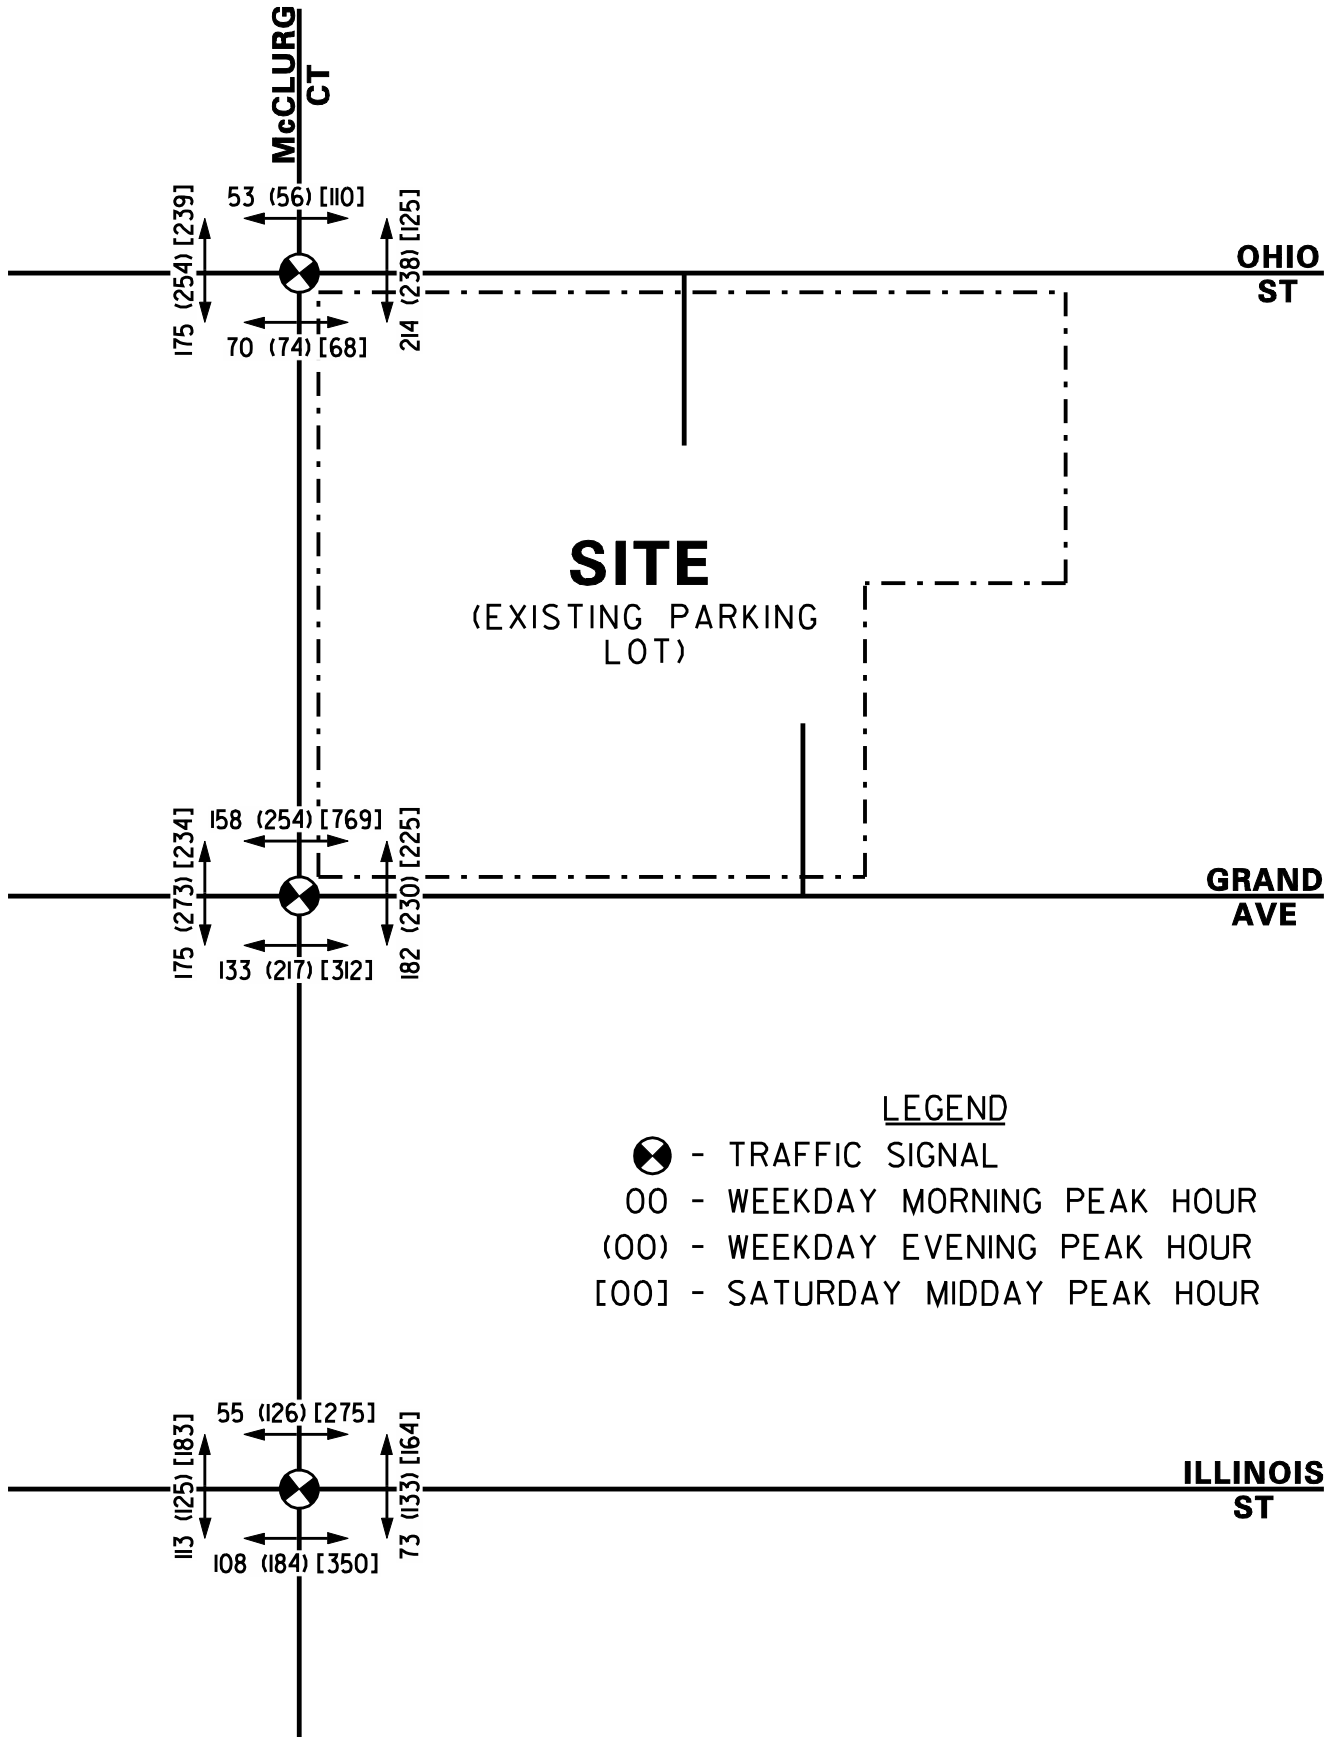 McCLURG
CT
53 (56) [110]
175 (254) [239]
214 (238) [125]
70 (74) [68]
OHIO
ST
SITE
(EXISTING PARKING
LOT)
158 (254) [769]
175 (273) [234]
182 (230) [225]
133 (217) [312]
GRAND
AVE
LEGEND
- TRAFFIC SIGNAL
00 - WEEKDAY MORNING PEAK HOUR
(00) - WEEKDAY EVENING PEAK HOUR
[00] - SATURDAY MIDDAY PEAK HOUR
55 (126) [275]
113 (125) [183]
73 (133) [164]
108 (184) [350]
ILLINOIS
ST